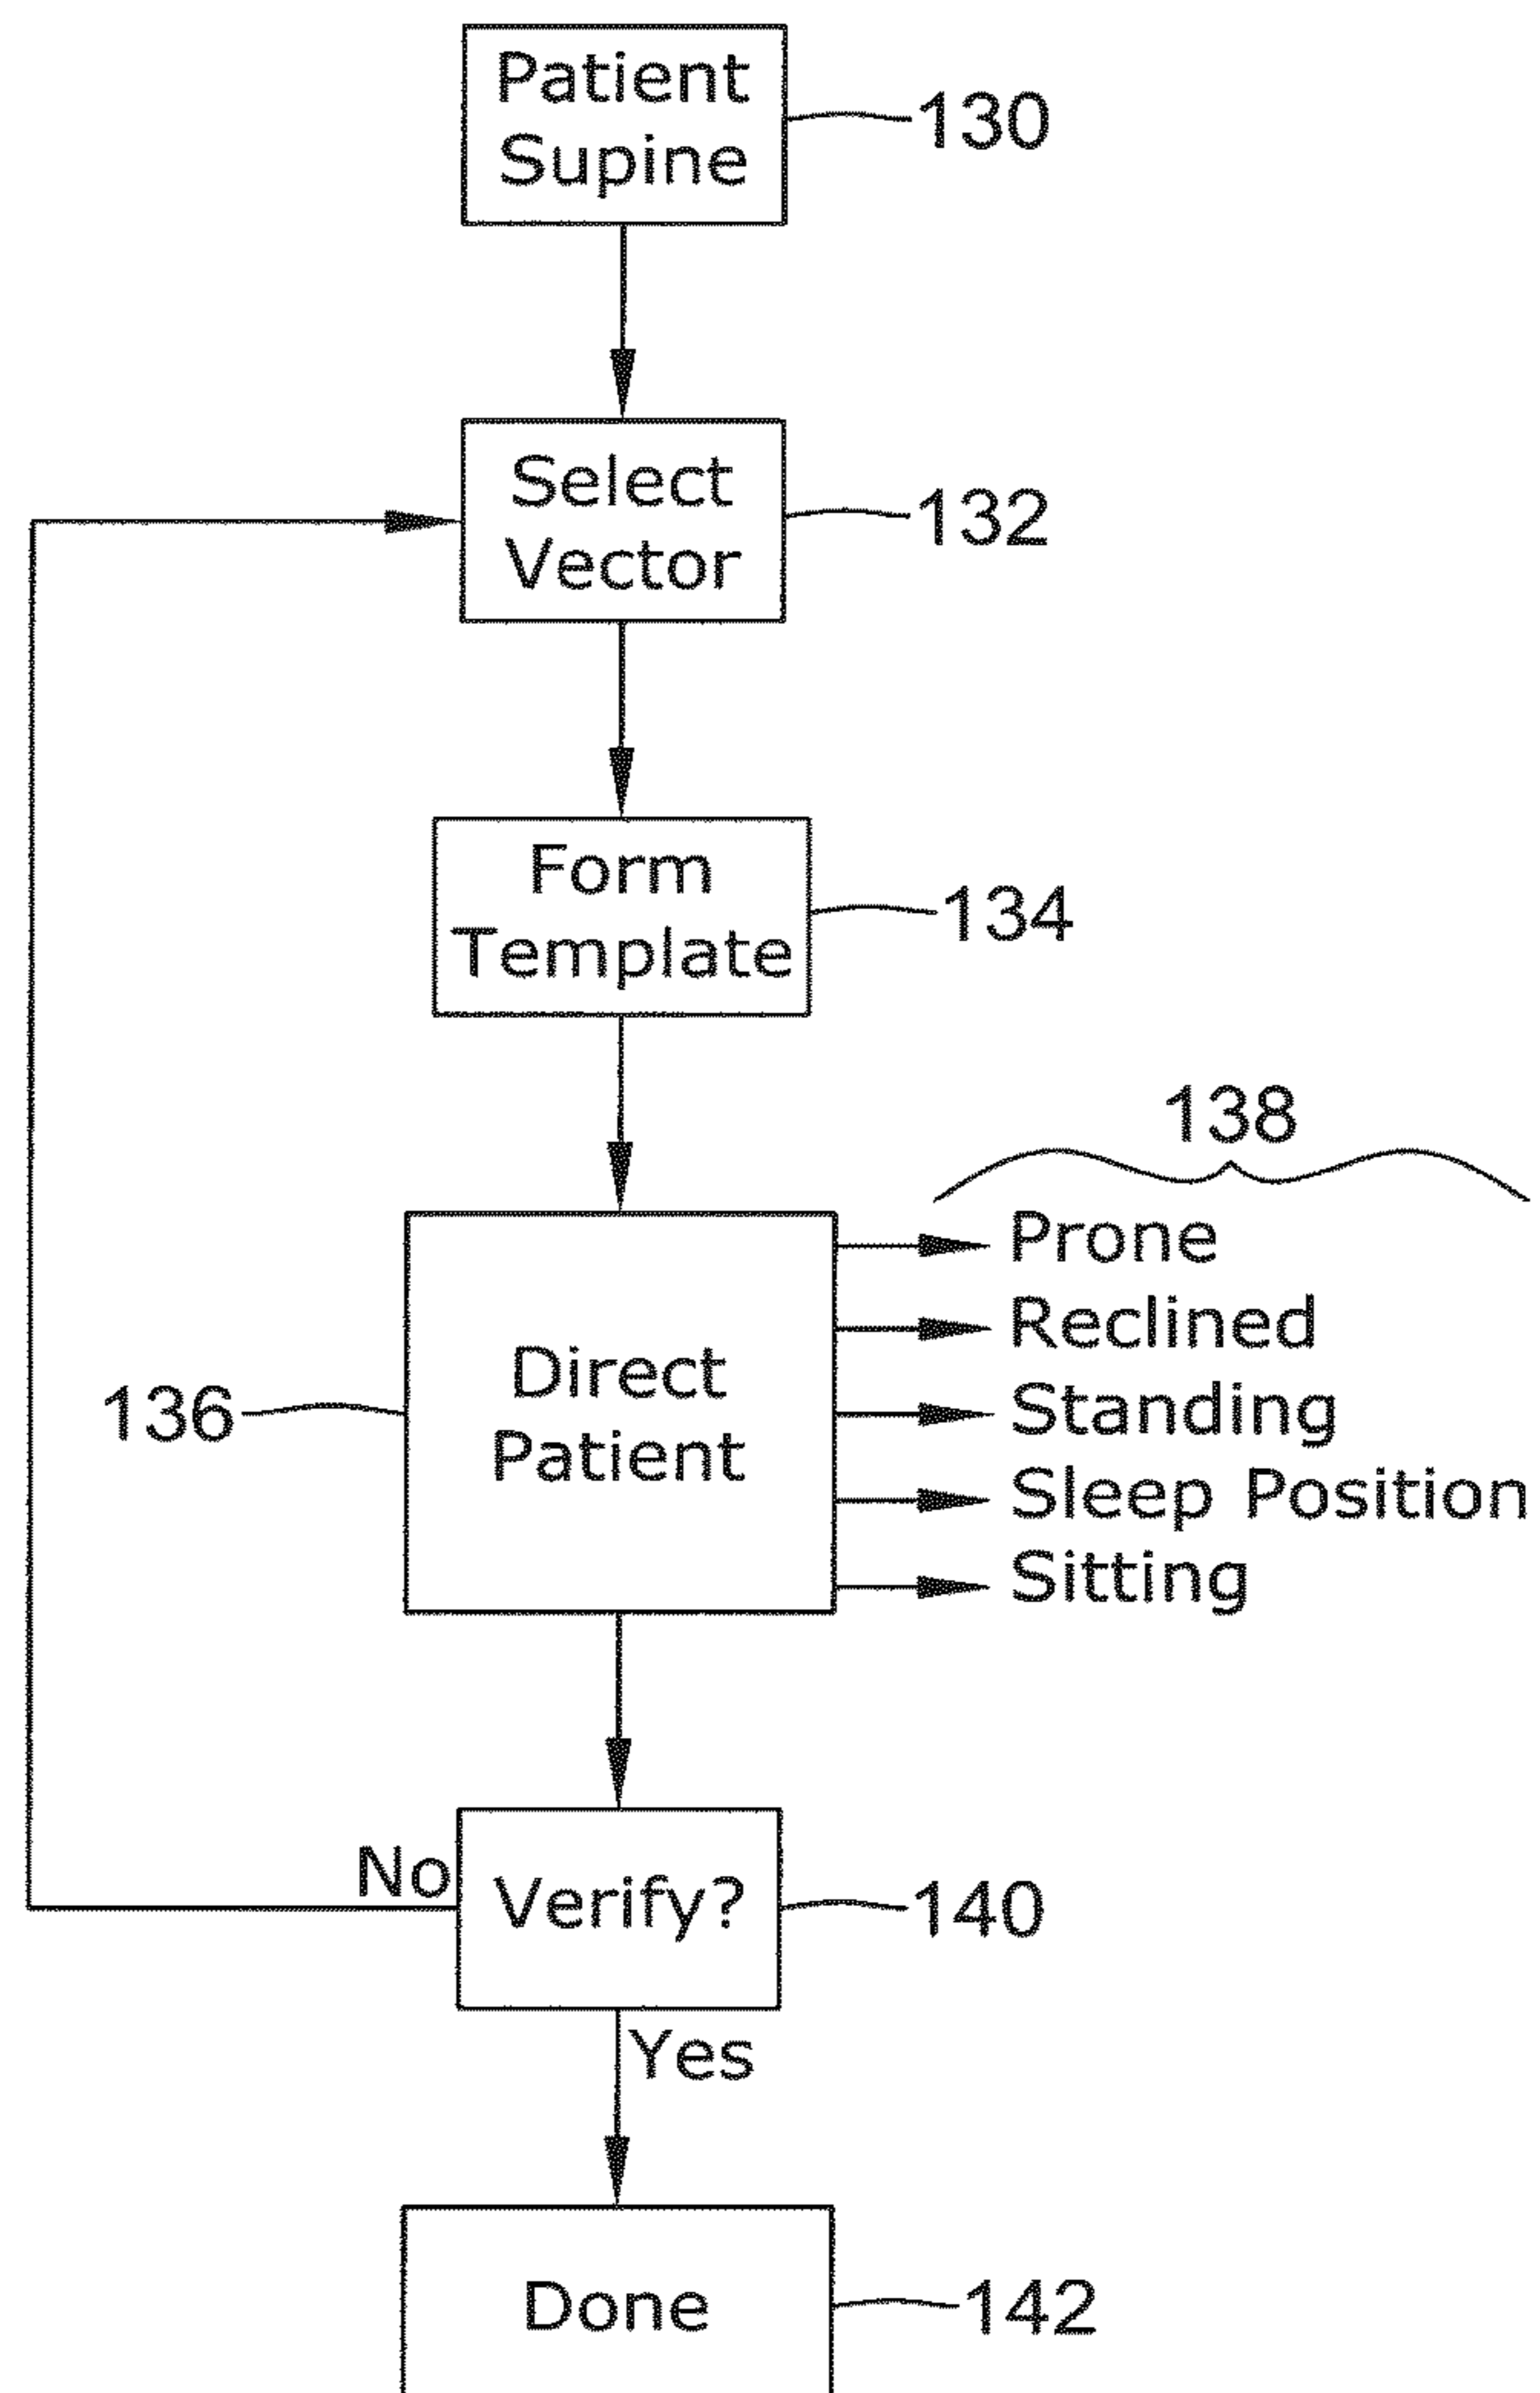 Patient
Supine
130
Select
Vector
132
Form
Template
134
138
Prone
Reclined
Standing
Sleep Position
Sitting
Direct
Patient
136
No
Verify?
140
Yes
Done
142